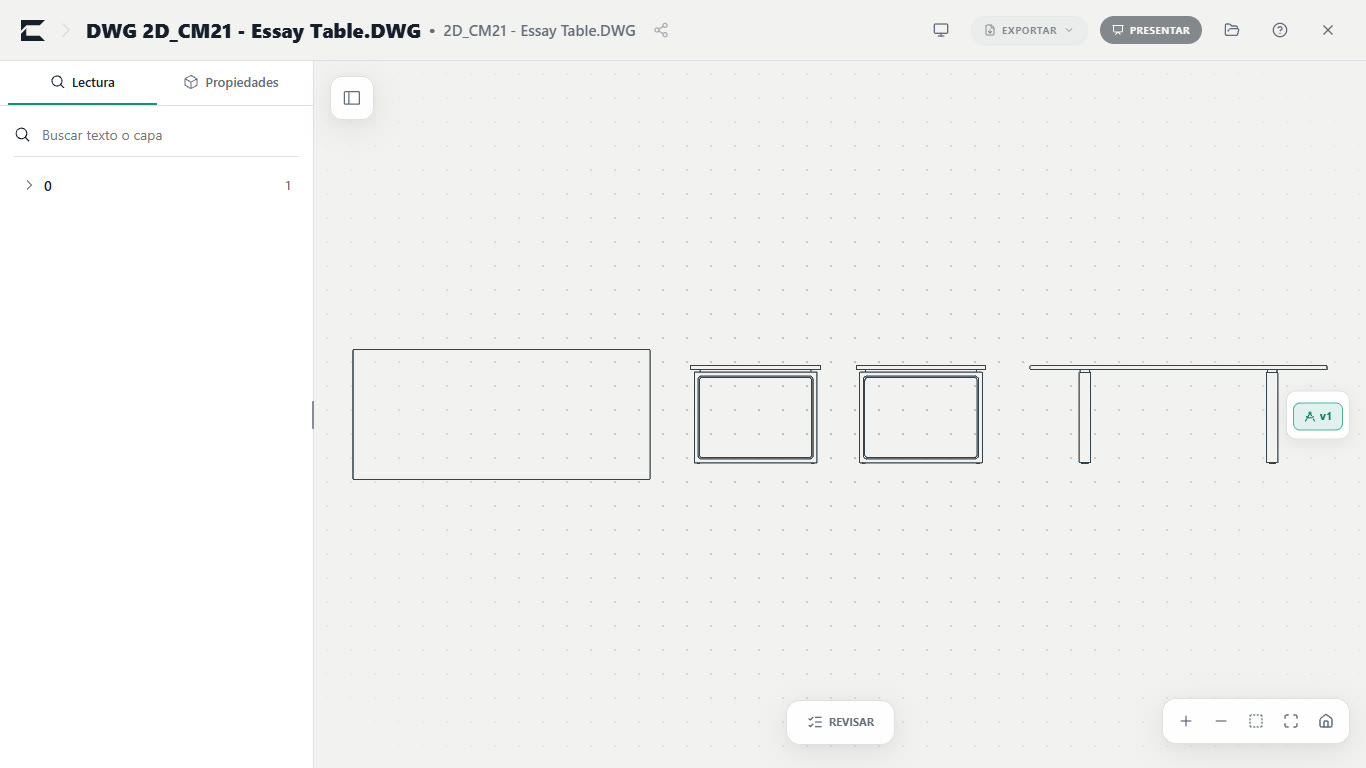 DWG 2D_CM21 - Essay Table.DWG • 2D_CM21 - Essay Table.DWG
EXPORTAR
PRESENTAR
Lectura
Propiedades
Buscar texto o capa
0 1
v1
REVISAR